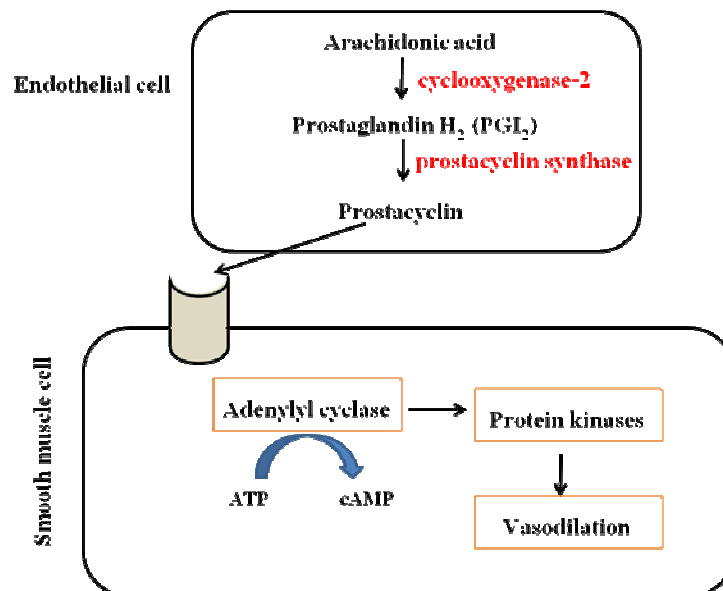 Arachidonic acid
Endothelial cell
cyclooxygenase-2
Prostaglandin H2 (PGI2)
prostacyclin synthase
Prostacyclin
Smooth muscle cell
Adenylyl cyclase
Protein kinases
ATP
cAMP
Vasodilation